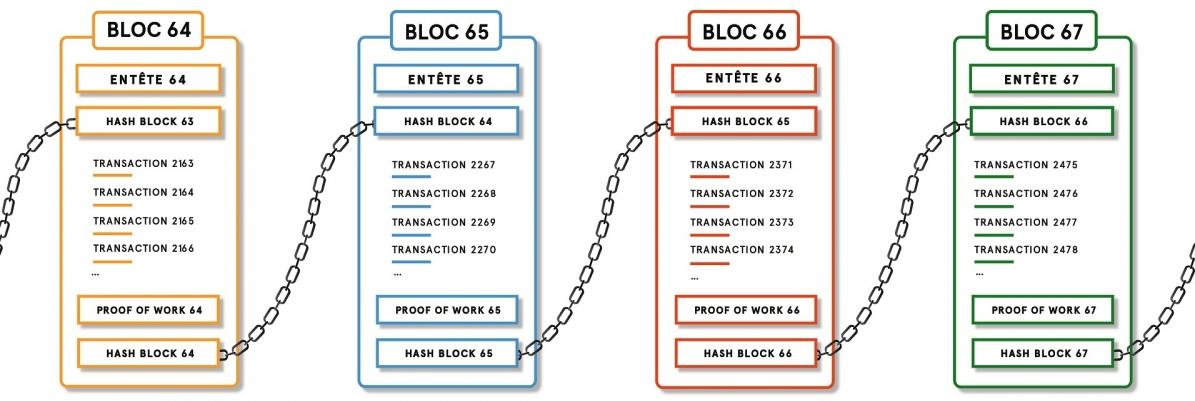 BLOC 64
ENTÊTE 64
HASH BLOCK 63
TRANSACTION 2163
TRANSACTION 2164
TRANSACTION 2165
TRANSACTION 2166
...
PROOF OF WORK 64
HASH BLOCK 64
BLOC 65
ENTÊTE 65
HASH BLOCK 64
TRANSACTION 2267
TRANSACTION 2268
TRANSACTION 2269
TRANSACTION 2270
...
PROOF OF WORK 65
HASH BLOCK 65
BLOC 66
ENTÊTE 66
HASH BLOCK 65
TRANSACTION 2371
TRANSACTION 2372
TRANSACTION 2373
TRANSACTION 2374
...
PROOF OF WORK 66
HASH BLOCK 66
BLOC 67
ENTÊTE 67
HASH BLOCK 66
TRANSACTION 2475
TRANSACTION 2476
TRANSACTION 2477
TRANSACTION 2478
...
PROOF OF WORK 67
HASH BLOCK 67